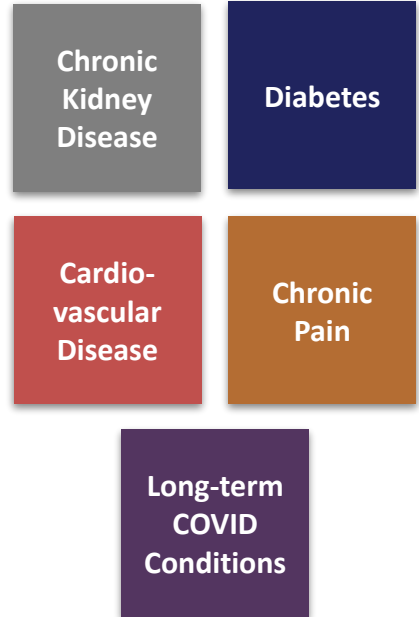 Chronic
Kidney
Disease
Diabetes
Cardio-
vascular
Disease
Chronic
Pain
Long-term
COVID
Conditions